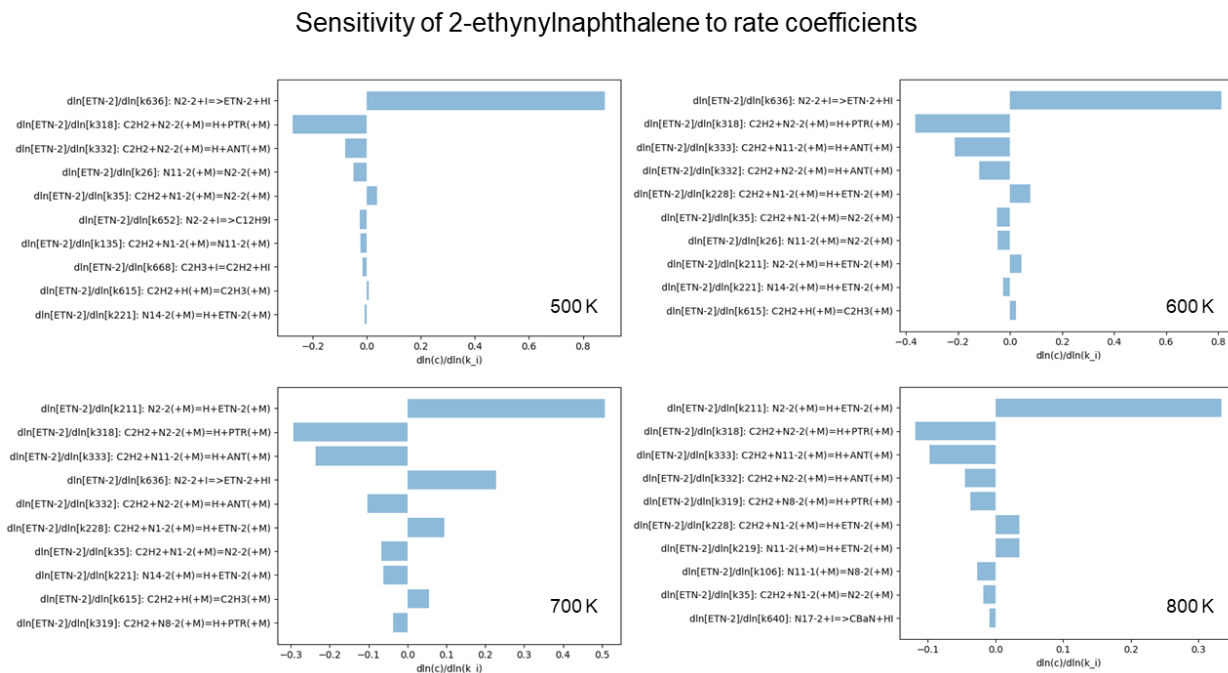 Sensitivity of 2-ethynylnaphthalene to rate coefficients
dln[ETN-2]/dln[k636]: N2-2+I=>ETN-2+HI
dln[ETN-2]/dln[k318]: C2H2+N2-2(+M)=H+PTR(+M)
dln[ETN-2]/dln[k332]: C2H2+N2-2(+M)=H+ANT(+M)
dln[ETN-2]/dln[k26]: N11-2(+M)=N2-2(+M)
dln[ETN-2]/dln[k35]: C2H2+N1-2(+M)=N2-2(+M)
dln[ETN-2]/dln[k652]: N2-2+I=>C12H9I
dln[ETN-2]/dln[k135]: C2H2+N1-2(+M)=N11-2(+M)
dln[ETN-2]/dln[k668]: C2H3+I=C2H2+HI
dln[ETN-2]/dln[k615]: C2H2+H(+M)=C2H3(+M)
dln[ETN-2]/dln[k221]: N14-2(+M)=H+ETN-2(+M)
500 K
−0.2 0.0 0.2 0.4 0.6 0.8
dln(c)/dln(k_i)
dln[ETN-2]/dln[k636]: N2-2+I=>ETN-2+HI
dln[ETN-2]/dln[k318]: C2H2+N2-2(+M)=H+PTR(+M)
dln[ETN-2]/dln[k333]: C2H2+N11-2(+M)=H+ANT(+M)
dln[ETN-2]/dln[k332]: C2H2+N2-2(+M)=H+ANT(+M)
dln[ETN-2]/dln[k228]: C2H2+N1-2(+M)=H+ETN-2(+M)
dln[ETN-2]/dln[k35]: C2H2+N1-2(+M)=N2-2(+M)
dln[ETN-2]/dln[k26]: N11-2(+M)=N2-2(+M)
dln[ETN-2]/dln[k211]: N2-2(+M)=H+ETN-2(+M)
dln[ETN-2]/dln[k221]: N14-2(+M)=H+ETN-2(+M)
dln[ETN-2]/dln[k615]: C2H2+H(+M)=C2H3(+M)
600 K
−0.4 −0.2 0.0 0.2 0.4 0.6 0.8
dln(c)/dln(k_i)
dln[ETN-2]/dln[k211]: N2-2(+M)=H+ETN-2(+M)
dln[ETN-2]/dln[k318]: C2H2+N2-2(+M)=H+PTR(+M)
dln[ETN-2]/dln[k333]: C2H2+N11-2(+M)=H+ANT(+M)
dln[ETN-2]/dln[k636]: N2-2+I=>ETN-2+HI
dln[ETN-2]/dln[k332]: C2H2+N2-2(+M)=H+ANT(+M)
dln[ETN-2]/dln[k228]: C2H2+N1-2(+M)=H+ETN-2(+M)
dln[ETN-2]/dln[k35]: C2H2+N1-2(+M)=N2-2(+M)
dln[ETN-2]/dln[k221]: N14-2(+M)=H+ETN-2(+M)
dln[ETN-2]/dln[k615]: C2H2+H(+M)=C2H3(+M)
dln[ETN-2]/dln[k319]: C2H2+N8-2(+M)=H+PTR(+M)
700 K
−0.3 −0.2 −0.1 0.0 0.1 0.2 0.3 0.4 0.5
dln(c)/dln(k_i)
dln[ETN-2]/dln[k211]: N2-2(+M)=H+ETN-2(+M)
dln[ETN-2]/dln[k318]: C2H2+N2-2(+M)=H+PTR(+M)
dln[ETN-2]/dln[k333]: C2H2+N11-2(+M)=H+ANT(+M)
dln[ETN-2]/dln[k332]: C2H2+N2-2(+M)=H+ANT(+M)
dln[ETN-2]/dln[k319]: C2H2+N8-2(+M)=H+PTR(+M)
dln[ETN-2]/dln[k228]: C2H2+N1-2(+M)=H+ETN-2(+M)
dln[ETN-2]/dln[k219]: N11-2(+M)=H+ETN-2(+M)
dln[ETN-2]/dln[k106]: N11-1(+M)=N8-2(+M)
dln[ETN-2]/dln[k35]: C2H2+N1-2(+M)=N2-2(+M)
dln[ETN-2]/dln[k640]: N17-2+I=>CBaN+HI
800 K
−0.1 0.0 0.1 0.2 0.3
dln(c)/dln(k_i)